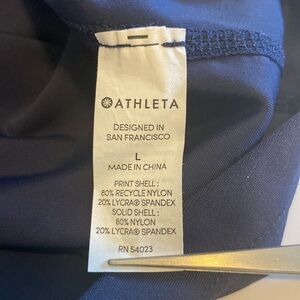 ATHLETA
DESIGNED IN
SAN FRANCISCO
L
MADE IN CHINA
PRINT SHELL :
80% RECYCLE NYLON
20% LYCRA® SPANDEX
SOLID SHELL :
80% NYLON
20% LYCRA® SPANDEX
RN 54023